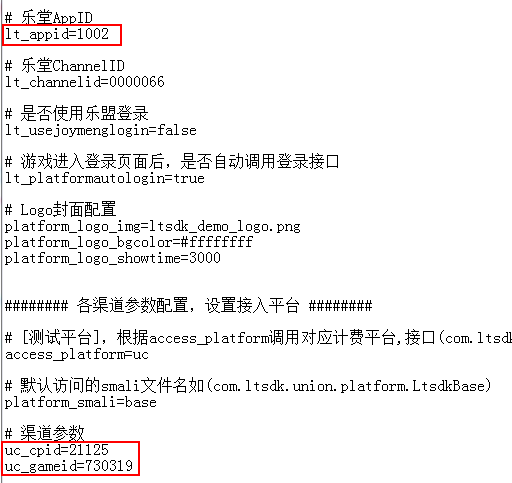 # 乐堂AppID
lt_appid=1002
# 乐堂ChannelID
lt_channelid=0000066
# 是否使用乐盟登录
lt_usejoymenglogin=false
# 游戏进入登录页面后，是否自动调用登录接口
lt_platformautologin=true
# Logo封面配置
platform_logo_img=ltsdk_demo_logo.png
platform_logo_bgcolor=#ffffffff
platform_logo_showtime=3000
######## 各渠道参数配置，设置接入平台 ########
# [测试平台]，根据access_platform调用对应计费平台,接口(com.ltsd
access_platform=uc
# 默认访问的smali文件名如(com.ltsdk.union.platform.LtsdkBase)
platform_smali=base
# 渠道参数
uc_cpid=21125
uc_gameid=730319